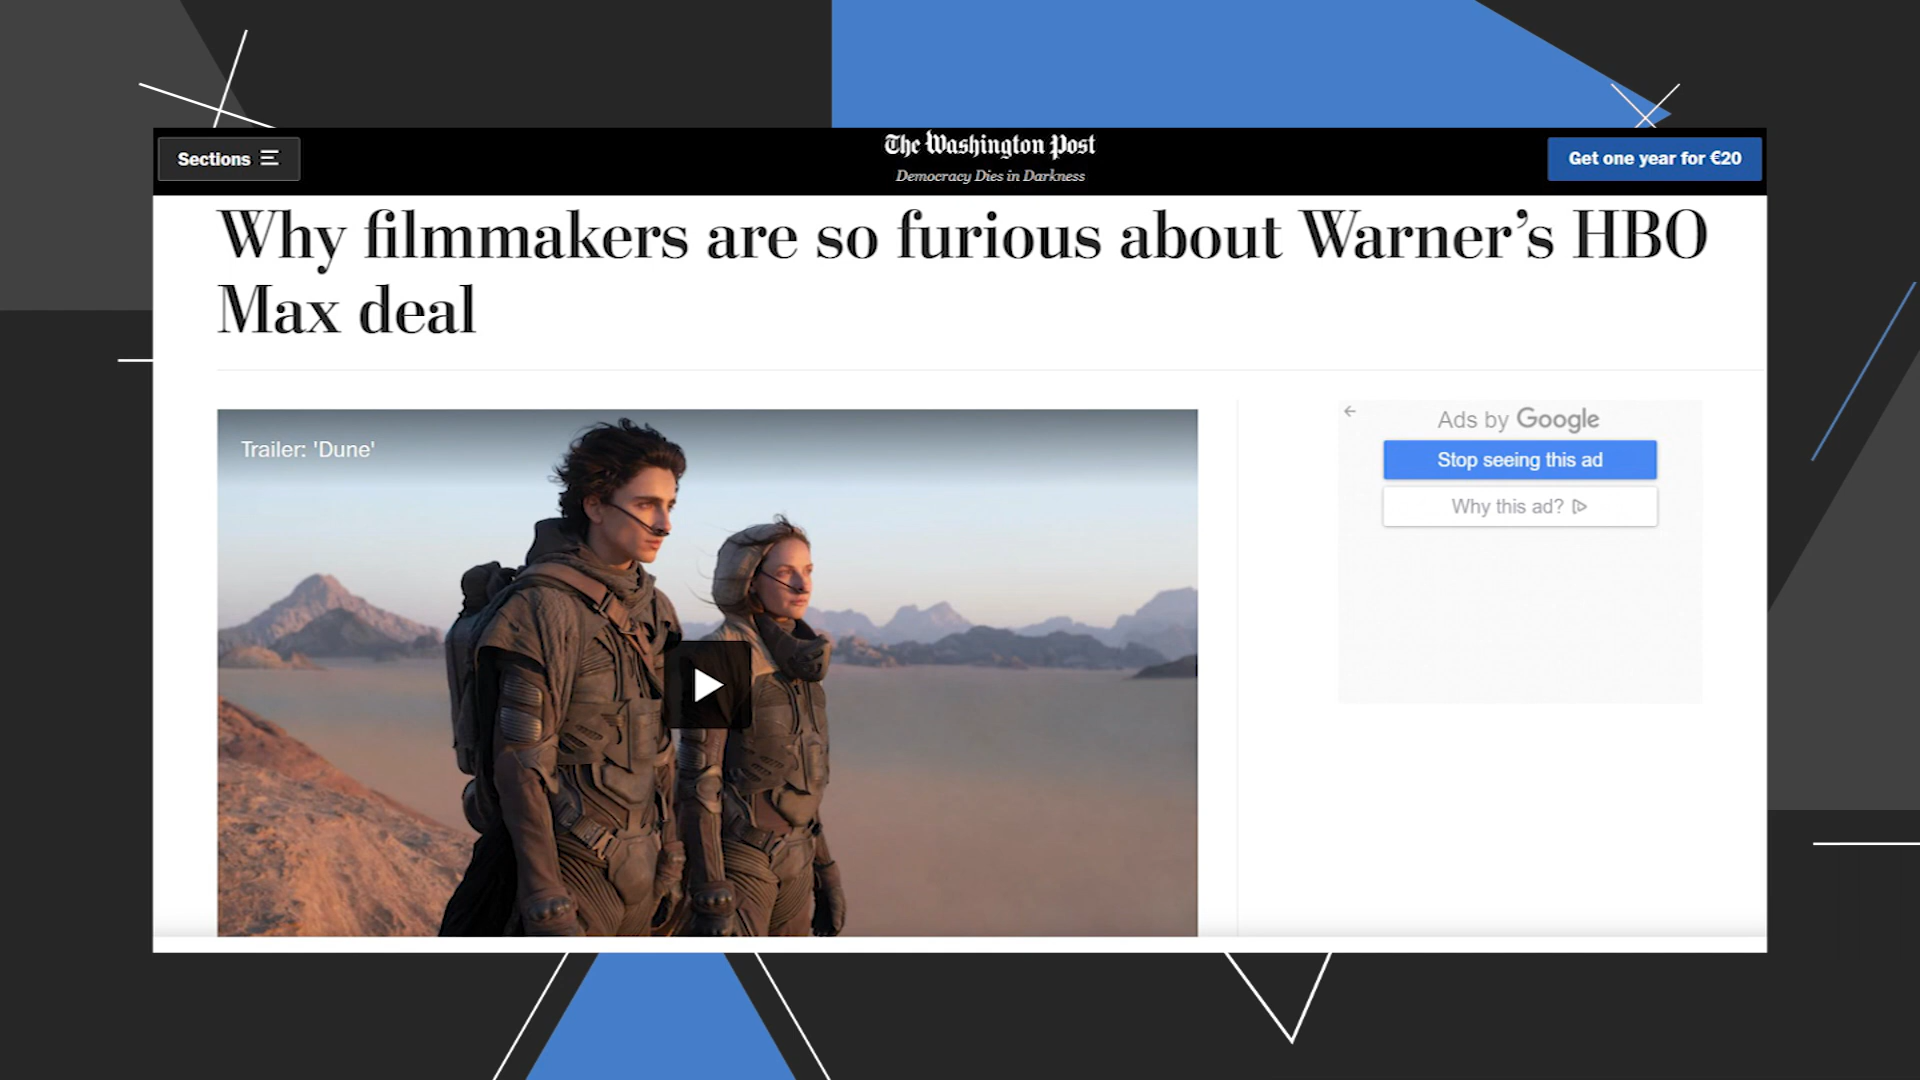 Sections
The Washington Post
Democracy Dies in Darkness
Get one year for €20
Why filmmakers are so furious about Warner’s HBO
Max deal
Trailer: 'Dune'
Ads by Google
Stop seeing this ad
Why this ad?